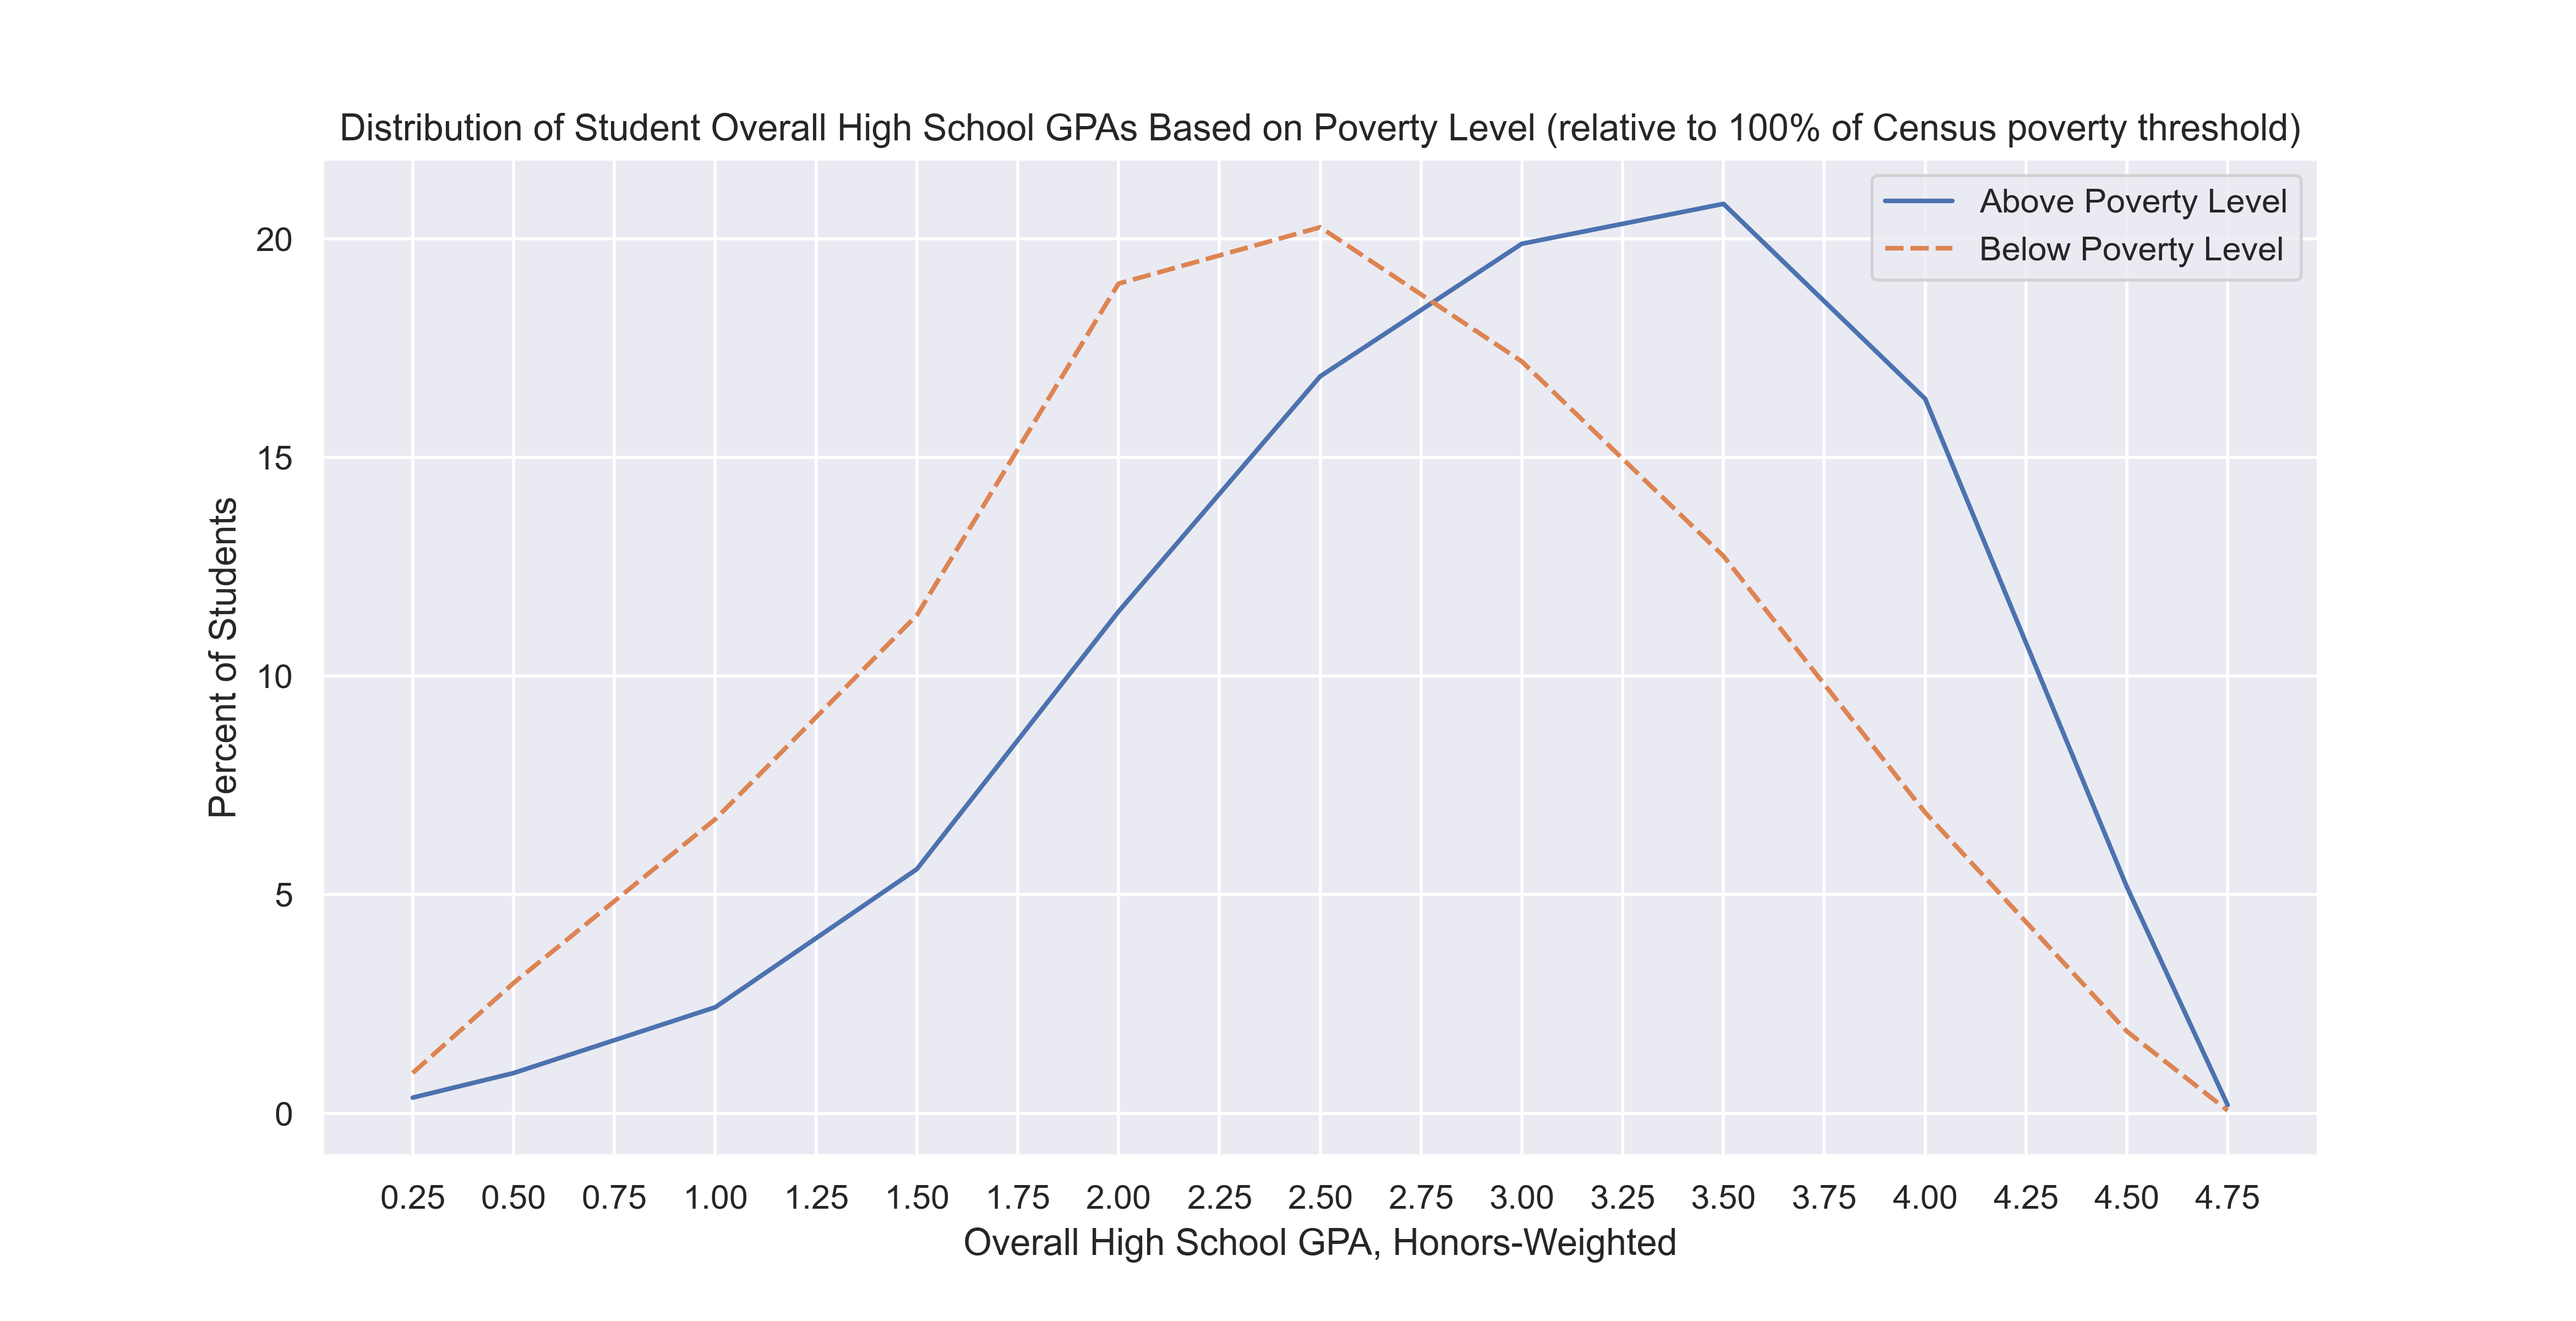 Distribution of Student Overall High School GPAs Based on Poverty Level (relative to 100% of Census poverty threshold)
Above Poverty Level
Below Poverty Level
20
15
10
5
0
Percent of Students
0.25 0.50 0.75 1.00 1.25 1.50 1.75 2.00 2.25 2.50 2.75 3.00 3.25 3.50 3.75 4.00 4.25 4.50 4.75
Overall High School GPA, Honors-Weighted